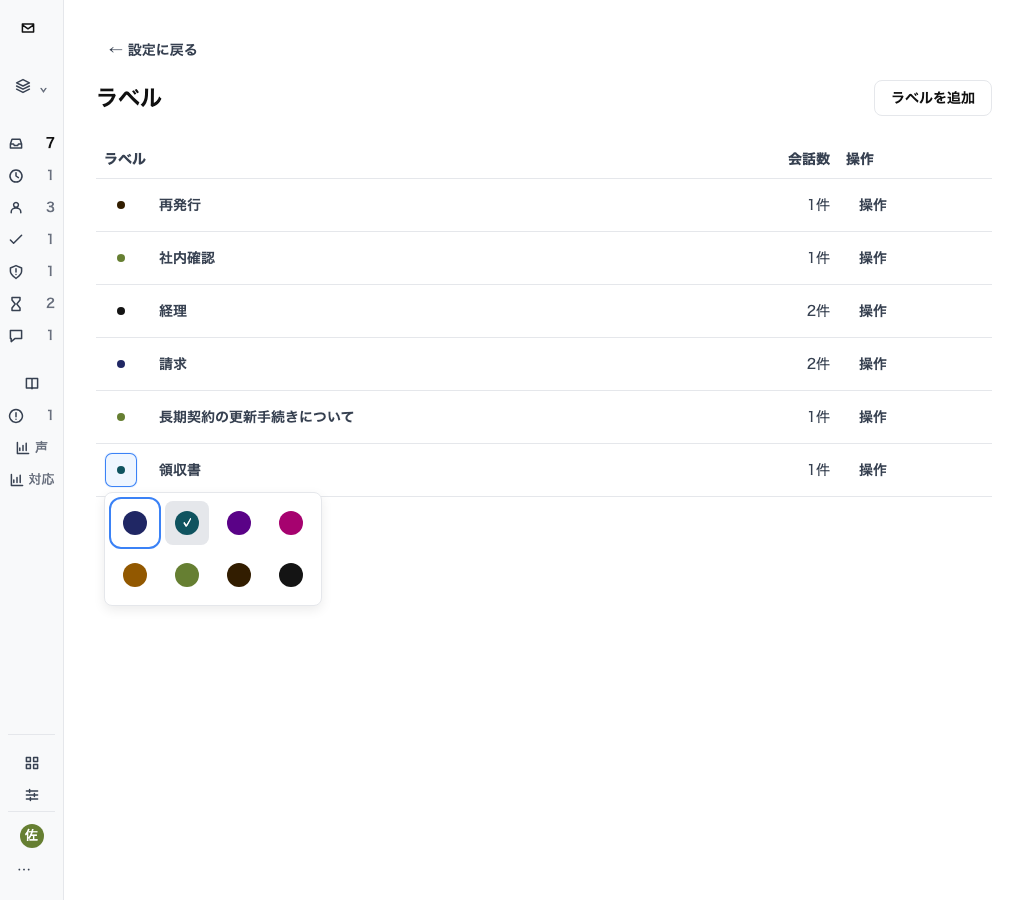 ← 設定に戻る
ラベル
ラベルを追加
ラベル 会話数 操作
再発行 1件 操作
社内確認 1件 操作
経理 2件 操作
請求 2件 操作
長期契約の更新手続きについて 1件 操作
領収書 1件 操作
7
1
3
1
1
2
1
1
声
対応
佐
…